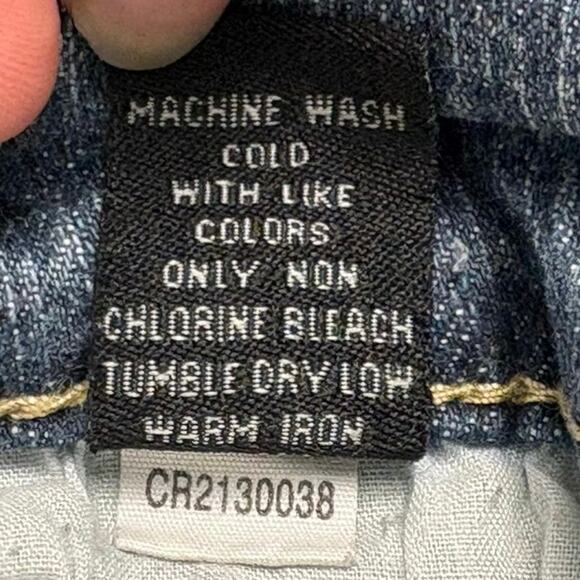 MACHINE WASH
COLD
WITH LIKE
COLORS
ONLY NON
CHLORINE BLEACH
TUMBLE DRY LOW
WARM IRON
CR2130038